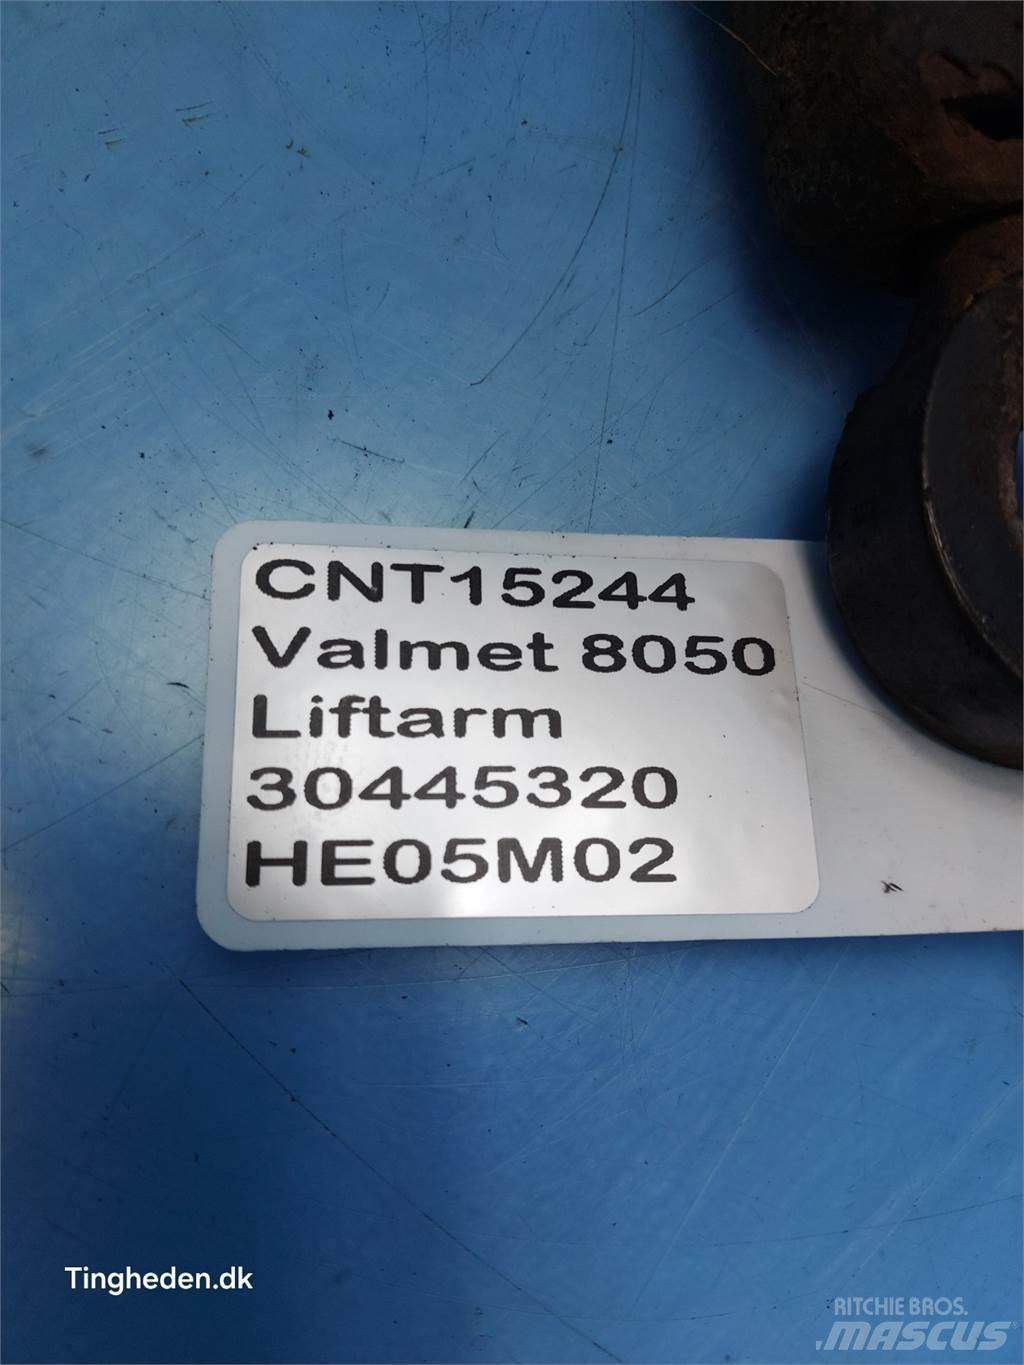 CNT15244
Valmet 8050
Liftarm
30445320
HE05M02
Tingheden.dk
RITCHIE BROS.
MASCUS